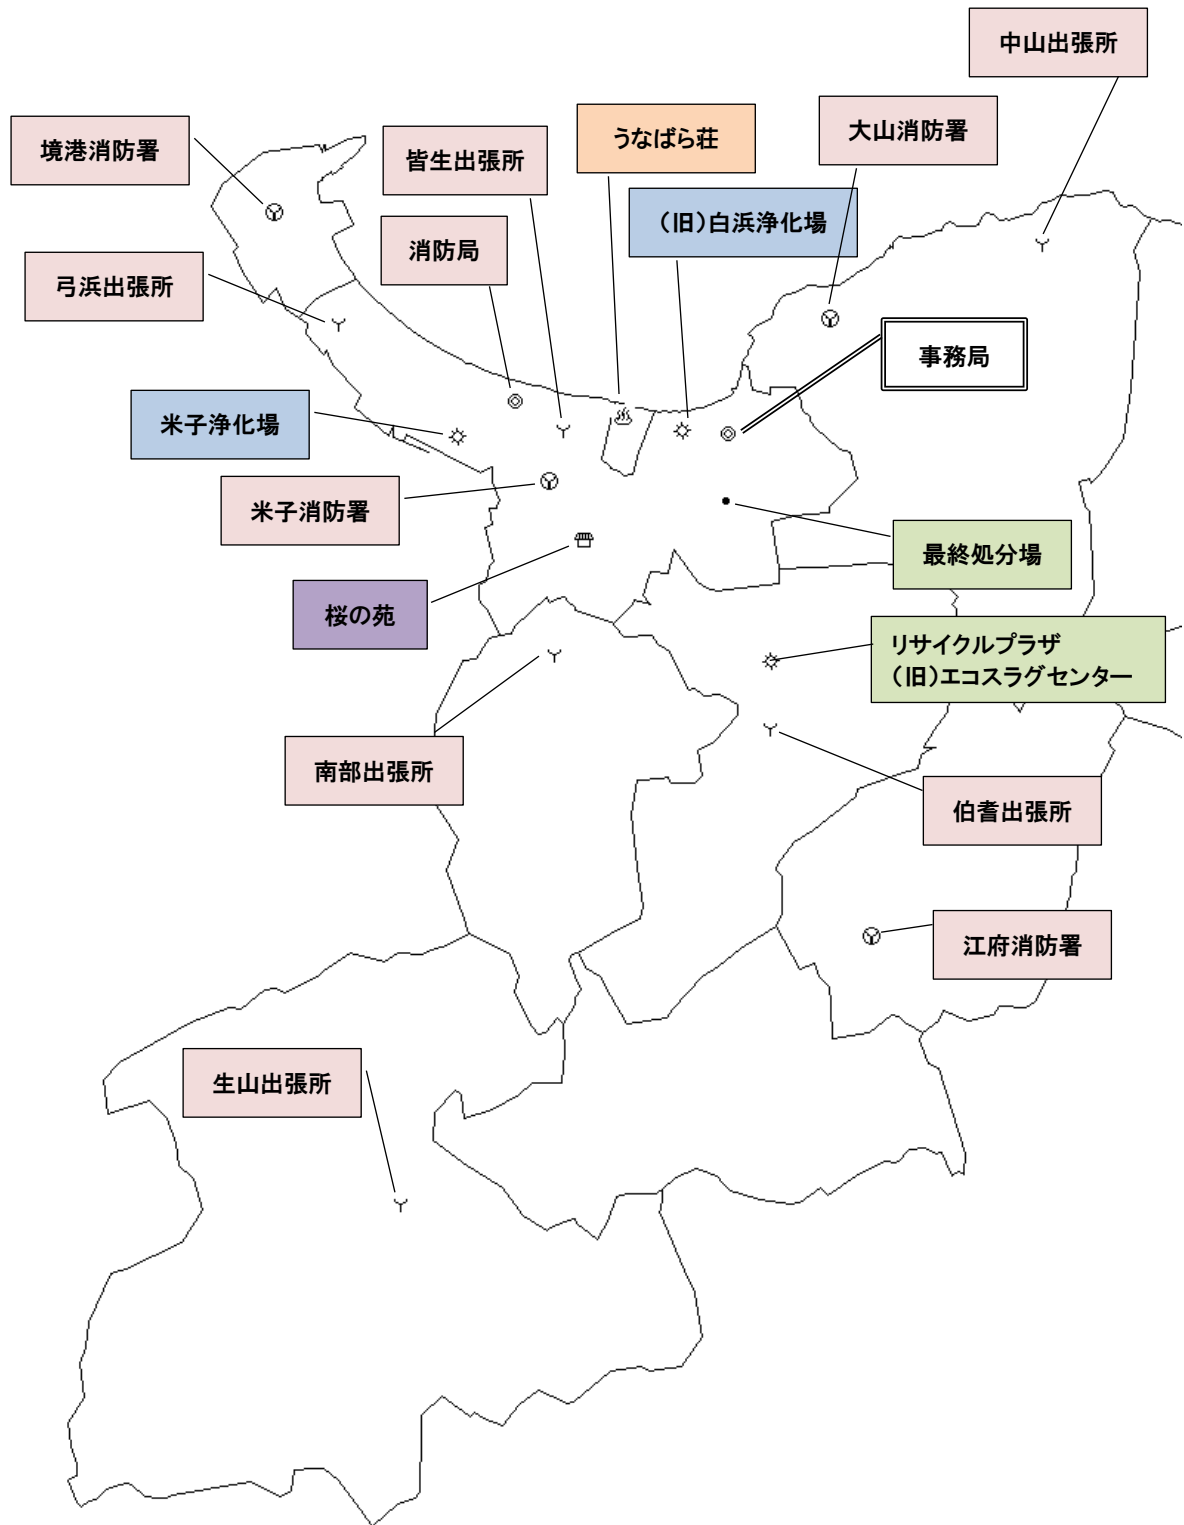 中山出張所
大山消防署
うなばら荘
境港消防署
皆生出張所
（旧）白浜浄化場
消防局
弓浜出張所
事務局
米子浄化場
米子消防署
最終処分場
桜の苑
リサイクルプラザ
（旧）エコスラグセンター
南部出張所
伯耆出張所
江府消防署
生山出張所